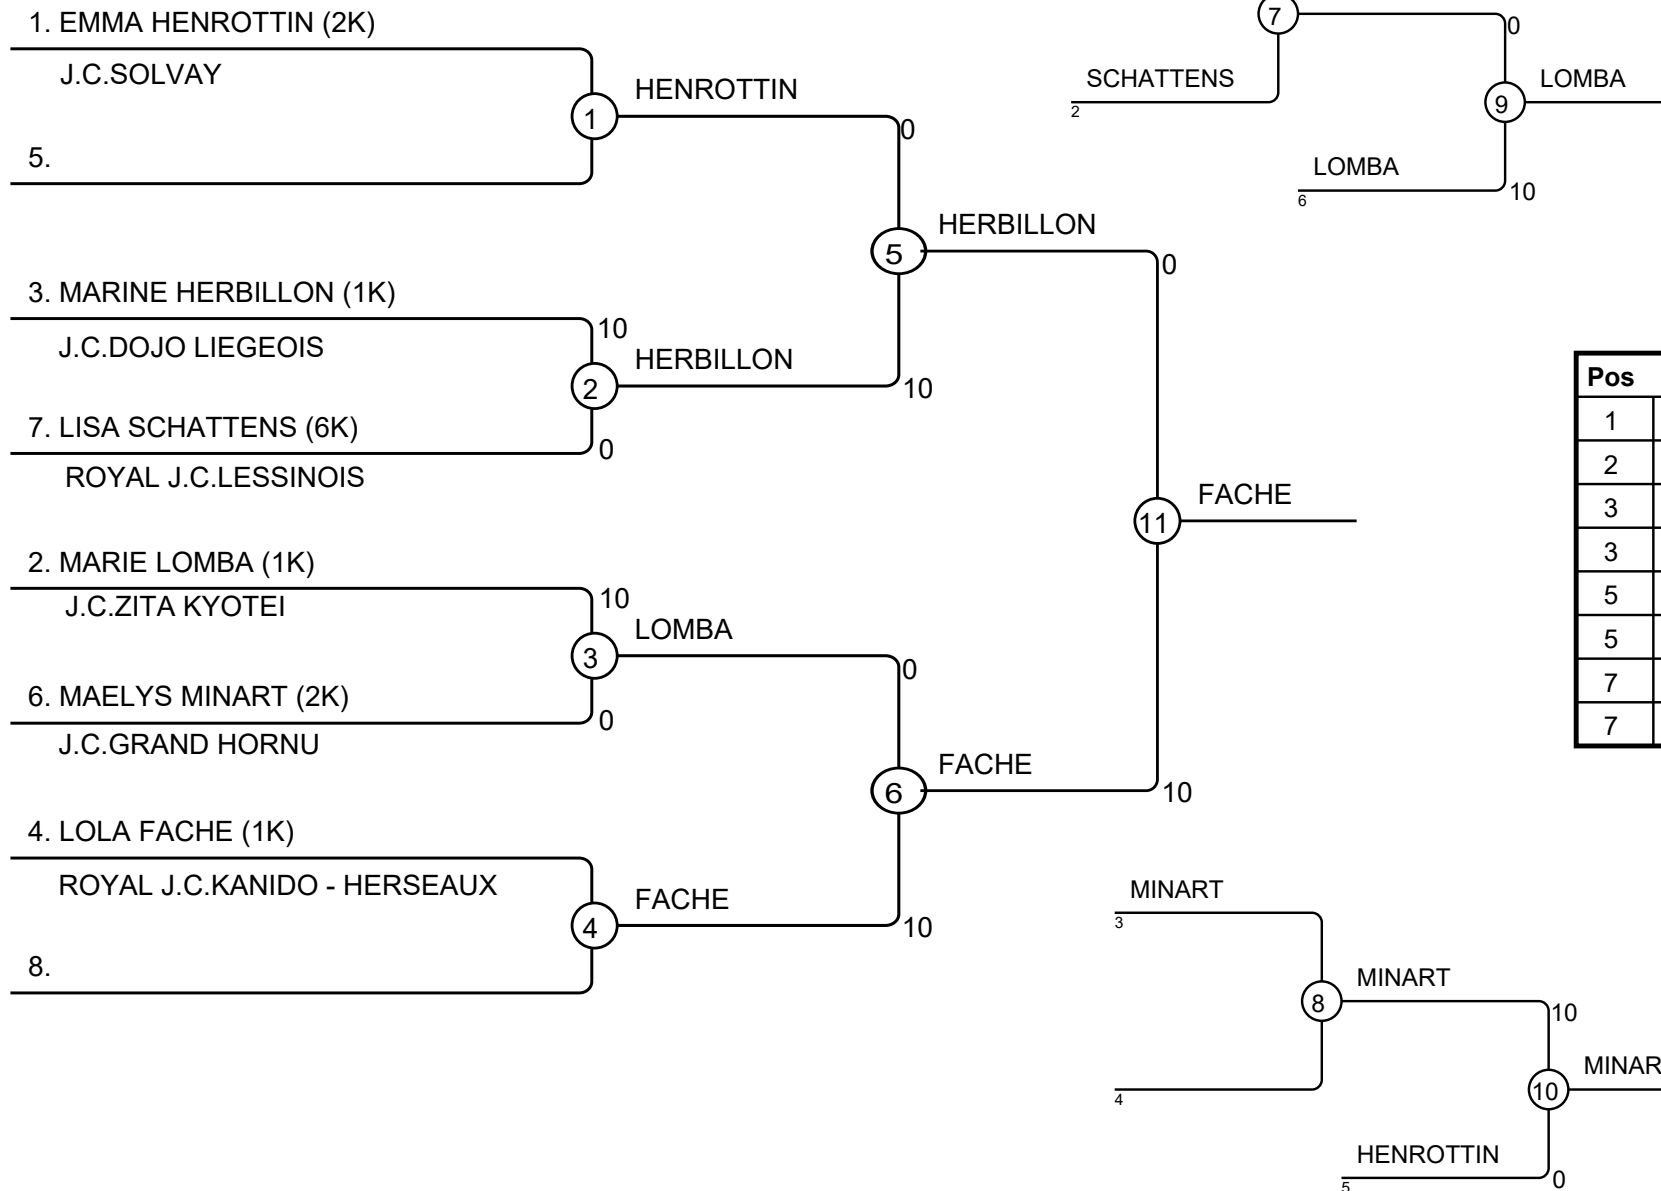 1. EMMA HENROTTIN (2K)
J.C.SOLVAY
1
HENROTTIN
0
5.
3. MARINE HERBILLON (1K)
10
J.C.DOJO LIEGEOIS
2
HERBILLON
10
7. LISA SCHATTENS (6K)
0
ROYAL J.C.LESSINOIS
5
HERBILLON
0
2. MARIE LOMBA (1K)
10
J.C.ZITA KYOTEI
3
LOMBA
0
6. MAELYS MINART (2K)
0
J.C.GRAND HORNU
4. LOLA FACHE (1K)
ROYAL J.C.KANIDO - HERSEAUX
4
FACHE
10
8.
6
FACHE
10
11
FACHE
7
0
SCHATTENS
2
9
LOMBA
LOMBA
6
10
Pos
1
2
3
3
5
5
7
7
MINART
3
8
MINART
10
4
10
MINAR
HENROTTIN
5
0